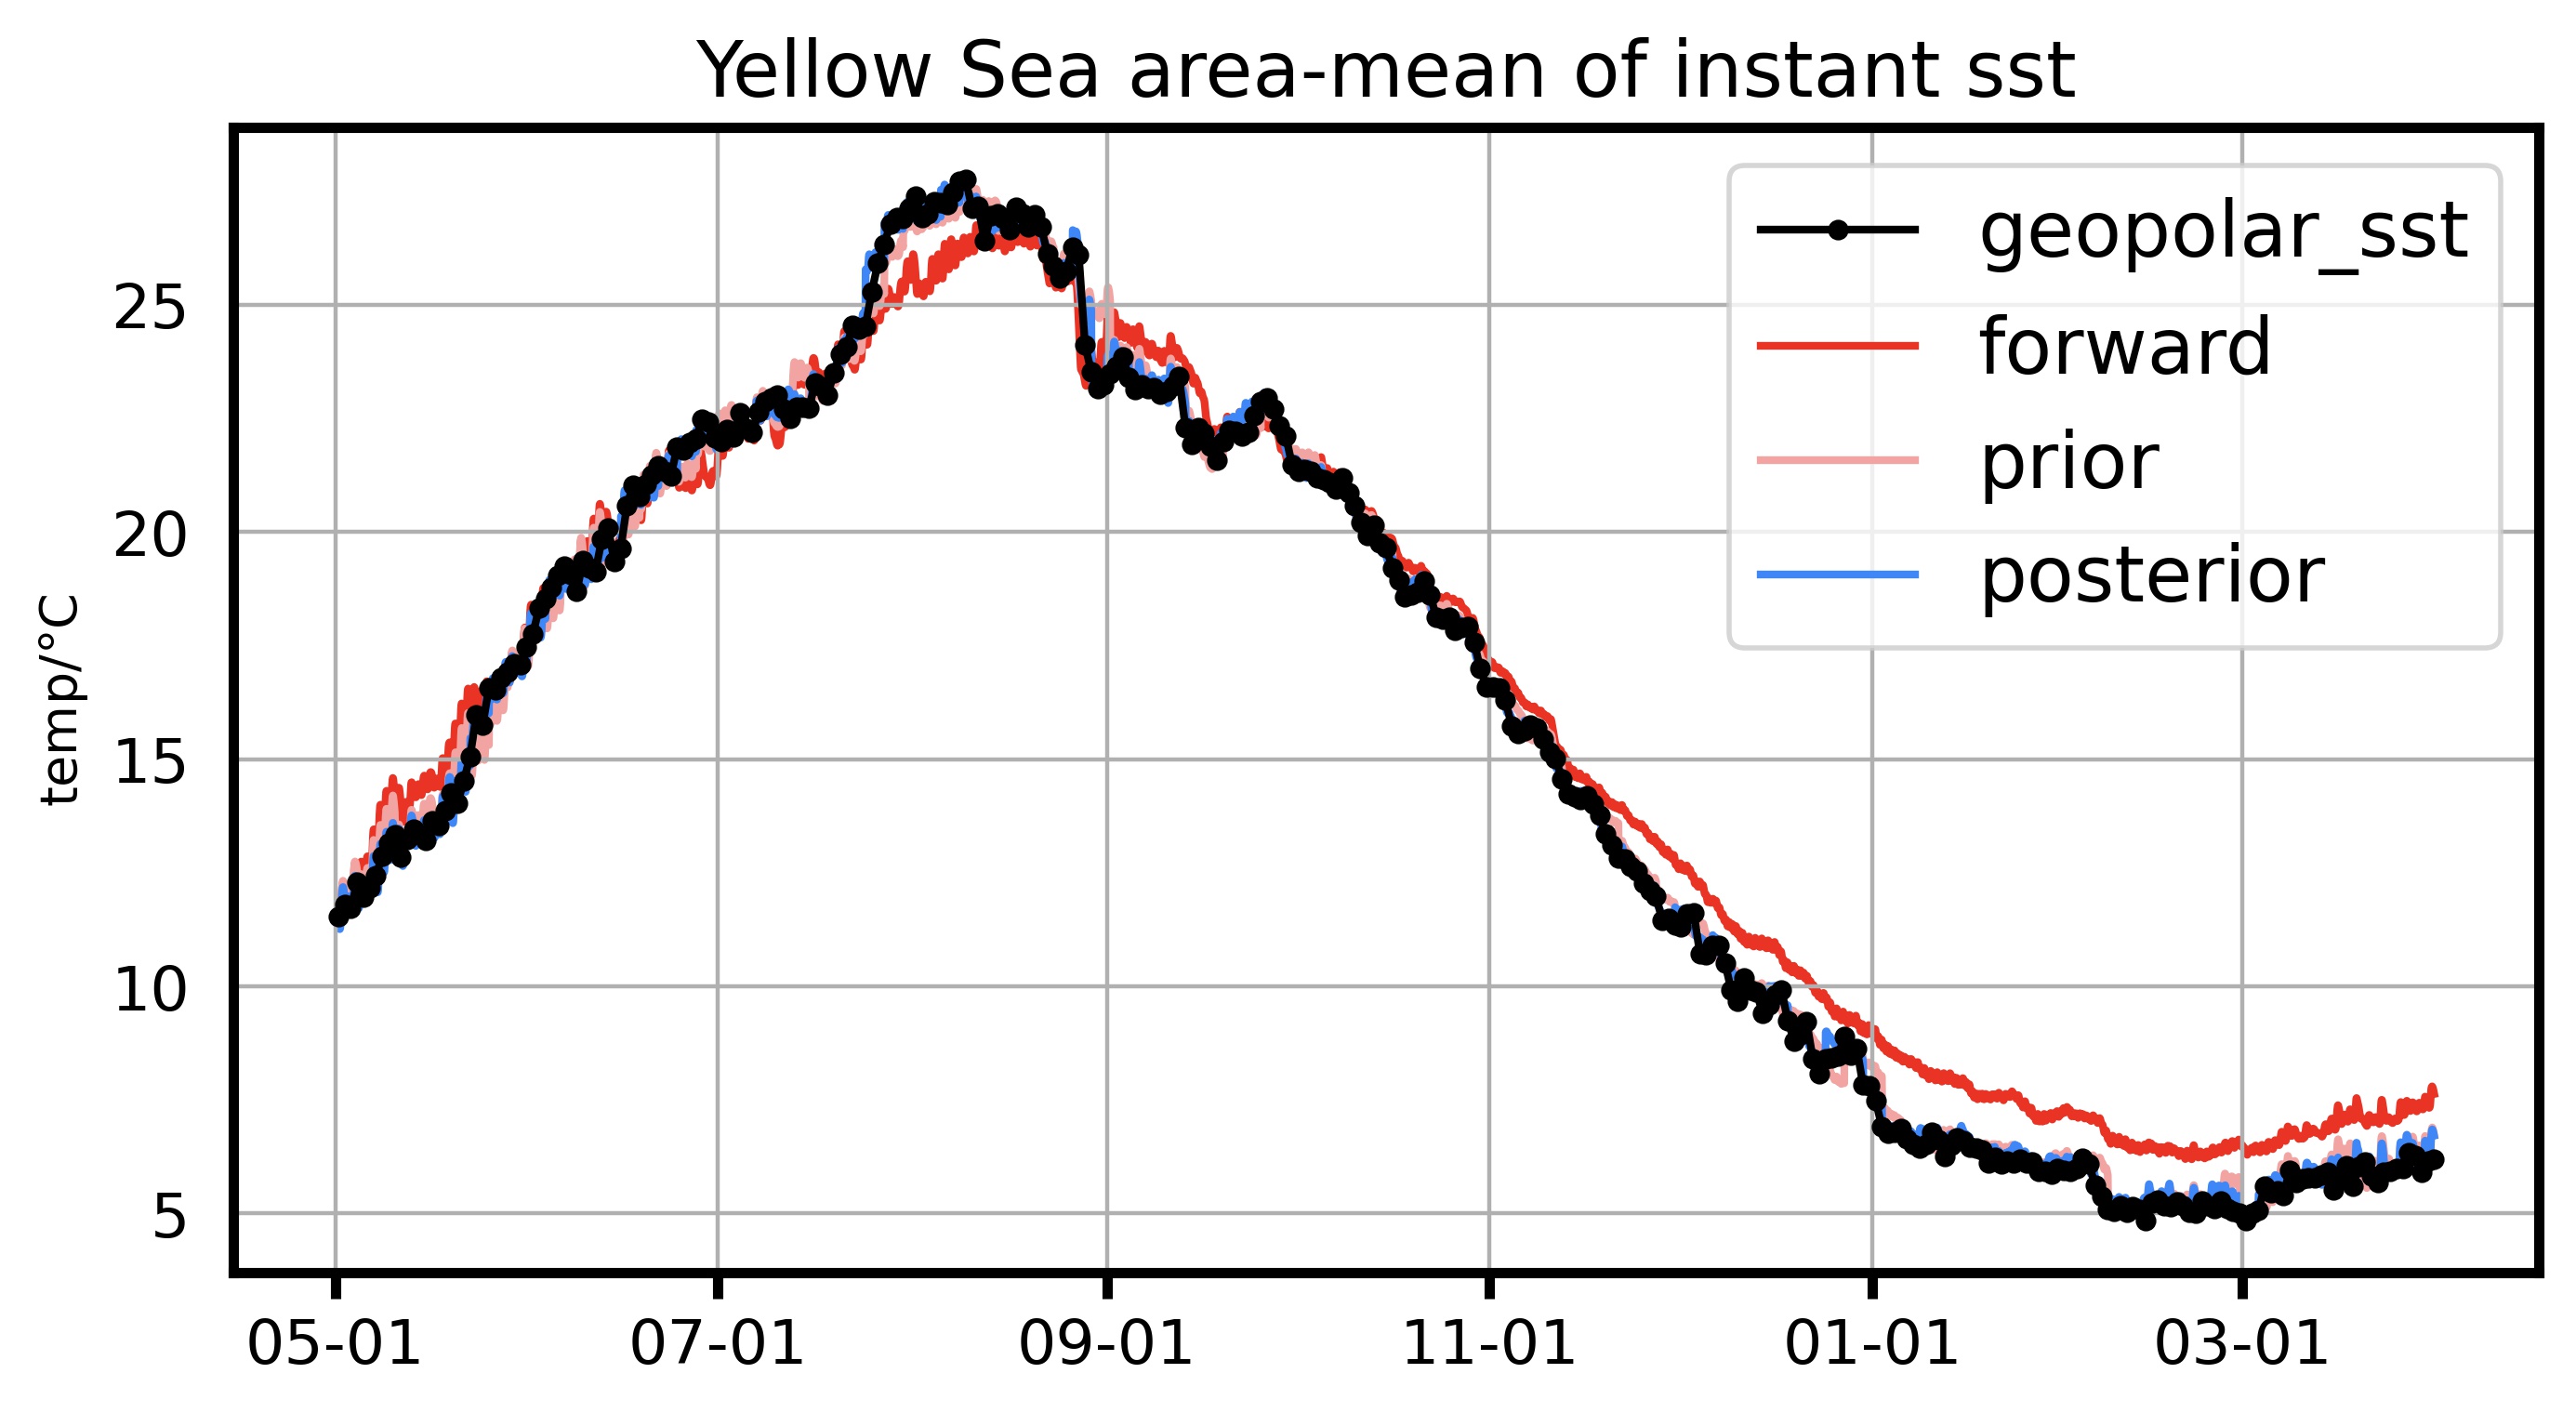 Yellow Sea area-mean of instant sst
temp/°C
25
20
15
10
5
geopolar_sst
forward
prior
posterior
05-01
07-01
09-01
11-01
01-01
03-01